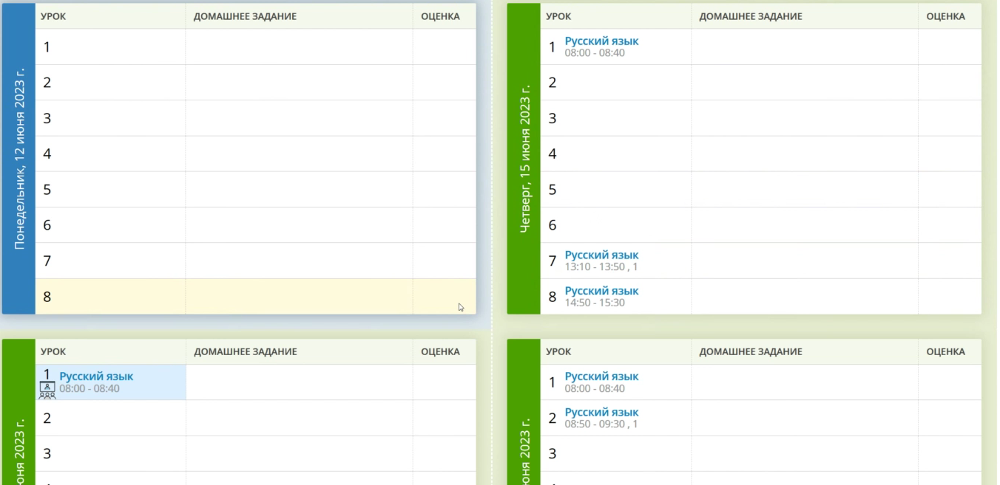 Понедельник, 12 июня 2023 г.
УРОК ДОМАШНЕЕ ЗАДАНИЕ ОЦЕНКА
1
2
3
4
5
6
7
8
Четверг, 15 июня 2023 г.
УРОК ДОМАШНЕЕ ЗАДАНИЕ ОЦЕНКА
1 Русский язык
08:00 - 08:40
2
3
4
5
6
7 Русский язык
13:10 - 13:50 , 1
8 Русский язык
14:50 - 15:30
2023 г.
УРОК ДОМАШНЕЕ ЗАДАНИЕ ОЦЕНКА
1 Русский язык
08:00 - 08:40
2
3
2023 г.
УРОК ДОМАШНЕЕ ЗАДАНИЕ ОЦЕНКА
1 Русский язык
08:00 - 08:40
2 Русский язык
08:50 - 09:30 , 1
3